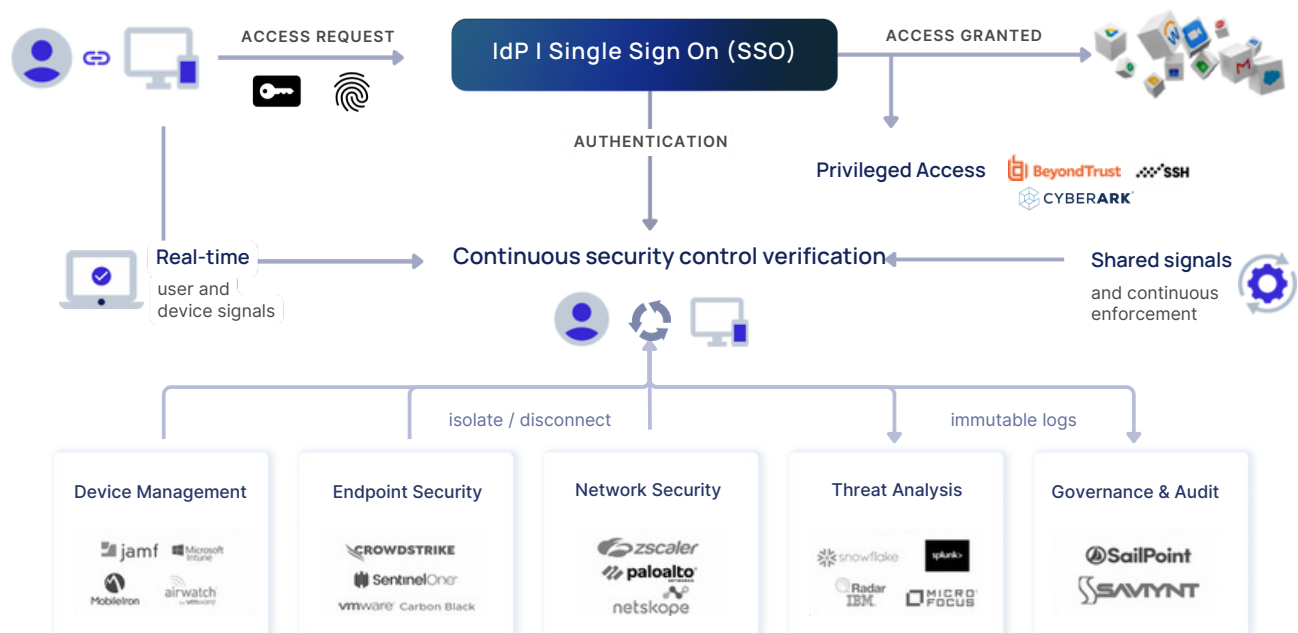 ACCESS REQUEST
IdP | Single Sign On (SSO)
ACCESS GRANTED
AUTHENTICATION
Privileged Access
BeyondTrust
SSH
CYBERARK
Real-time
user and
device signals
Continuous security control verification
Shared signals
and continuous
enforcement
isolate / disconnect
immutable logs
Device Management
jamf
Microsoft
Intune
MobileIron
airwatch
by vmware
Endpoint Security
CROWDSTRIKE
SentinelOne
vmware Carbon Black
Network Security
zscaler
paloalto
NETWORKS
netskope
Threat Analysis
snowflake
splunk>
Radar
IBM
MICRO
FOCUS
Governance & Audit
SailPoint
SAVIYNT